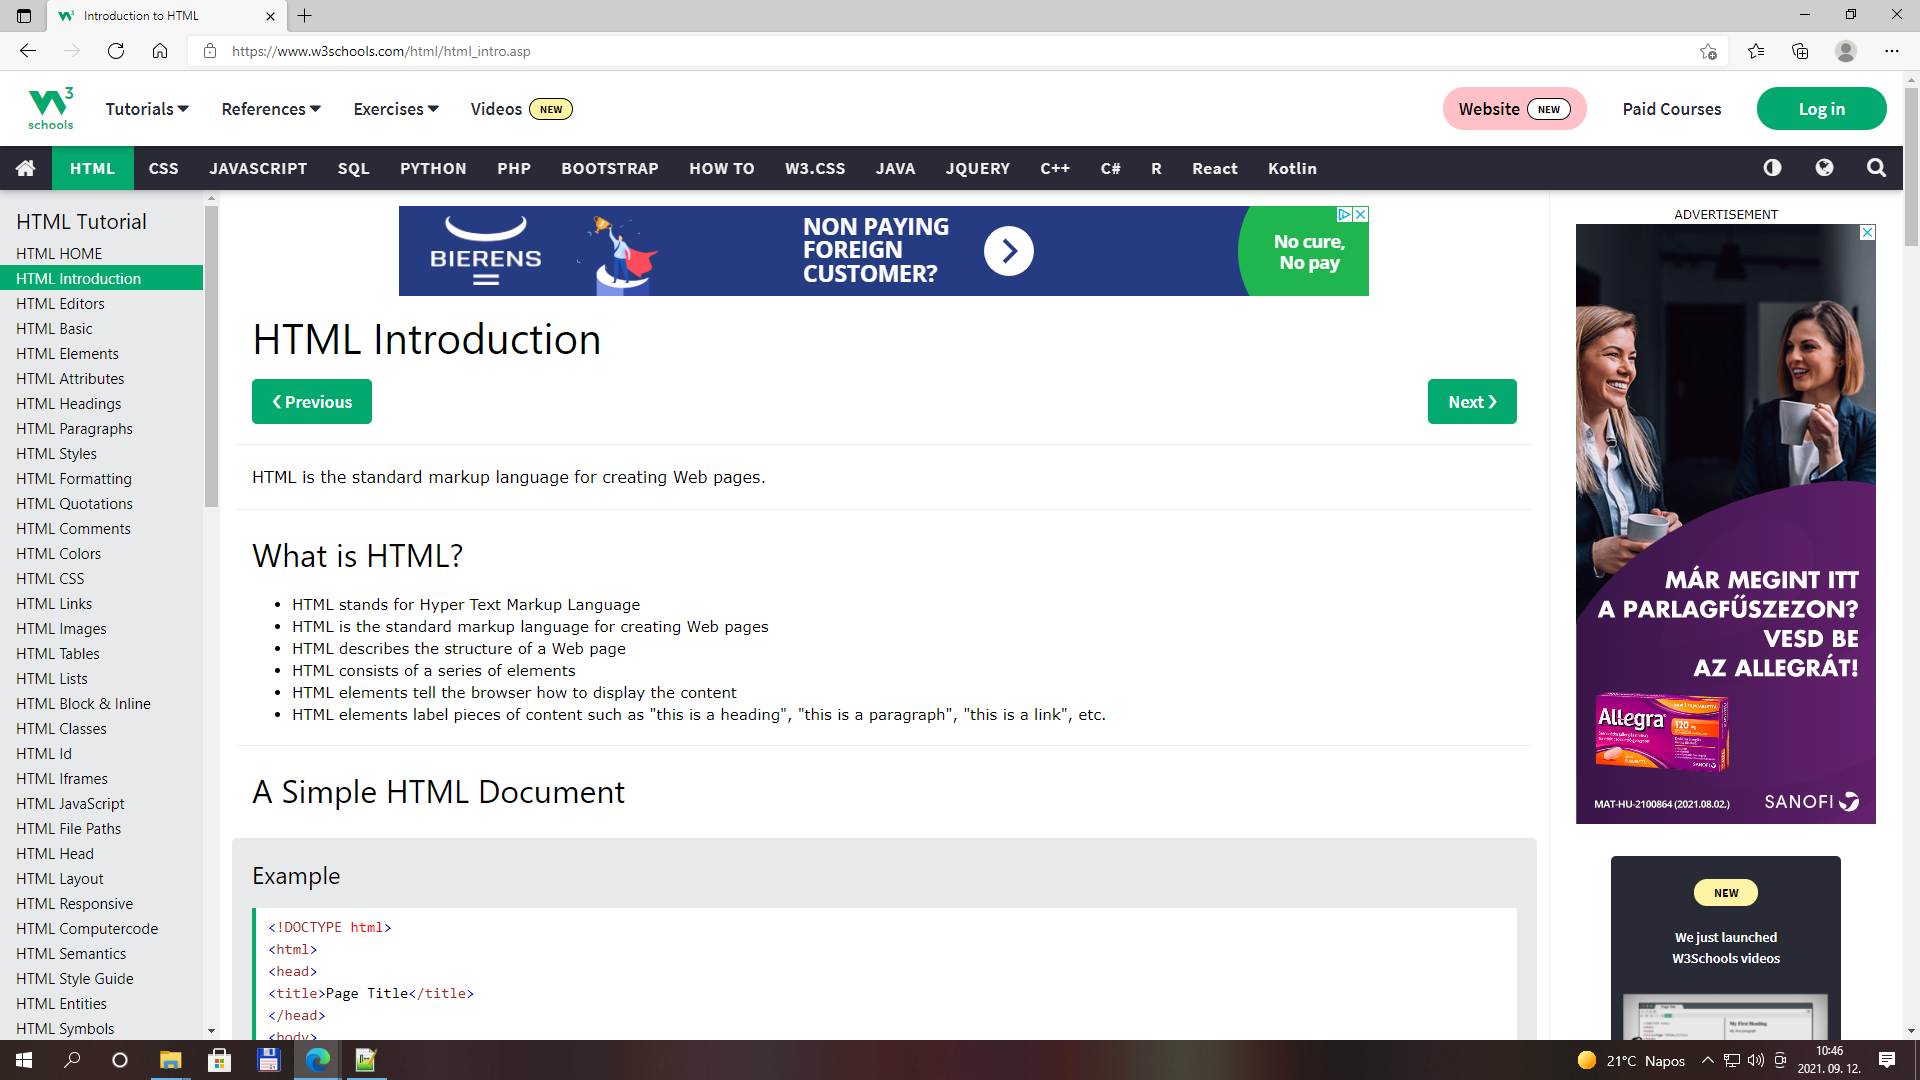 Introduction to HTML
https://www.w3schools.com/html/html_intro.asp
3
schools
Tutorials
References
Exercises
Videos NEW
Website NEW
Paid Courses
Log in
HTML CSS JAVASCRIPT SQL PYTHON PHP BOOTSTRAP HOW TO W3.CSS JAVA JQUERY C++ C# R React Kotlin
HTML Tutorial
HTML HOME
HTML Introduction
HTML Editors
HTML Basic
HTML Elements
HTML Attributes
HTML Headings
HTML Paragraphs
HTML Styles
HTML Formatting
HTML Quotations
HTML Comments
HTML Colors
HTML CSS
HTML Links
HTML Images
HTML Tables
HTML Lists
HTML Block & Inline
HTML Classes
HTML Id
HTML Iframes
HTML JavaScript
HTML File Paths
HTML Head
HTML Layout
HTML Responsive
HTML Computercode
HTML Semantics
HTML Style Guide
HTML Entities
HTML Symbols
BIERENS
NON PAYING
FOREIGN
CUSTOMER?
No cure,
No pay
HTML Introduction
❮ Previous
Next ❯
HTML is the standard markup language for creating Web pages.
What is HTML?
• HTML stands for Hyper Text Markup Language
• HTML is the standard markup language for creating Web pages
• HTML describes the structure of a Web page
• HTML consists of a series of elements
• HTML elements tell the browser how to display the content
• HTML elements label pieces of content such as "this is a heading", "this is a paragraph", "this is a link", etc.
A Simple HTML Document
Example
<!DOCTYPE html>
<html>
<head>
<title>Page Title</title>
</head>
<body>
ADVERTISEMENT
MÁR MEGINT ITT
A PARLAGFŰSZEZON?
VESD BE
AZ ALLEGRÁT!
Allegra
120 mg
SANOFI
MAT-HU-2100864 (2021.08.02.)
SANOFI
NEW
We just launched
W3Schools videos
My First Heading
21°C Napos
10:46
2021. 09. 12.